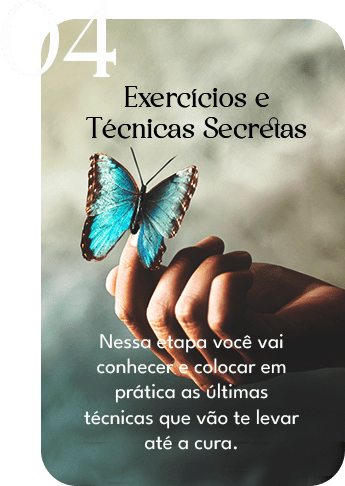 04
Exercícios e
Técnicas Secretas
Nessa etapa você vai
conhecer e colocar em
prática as últimas
técnicas que vão te levar
até a cura.